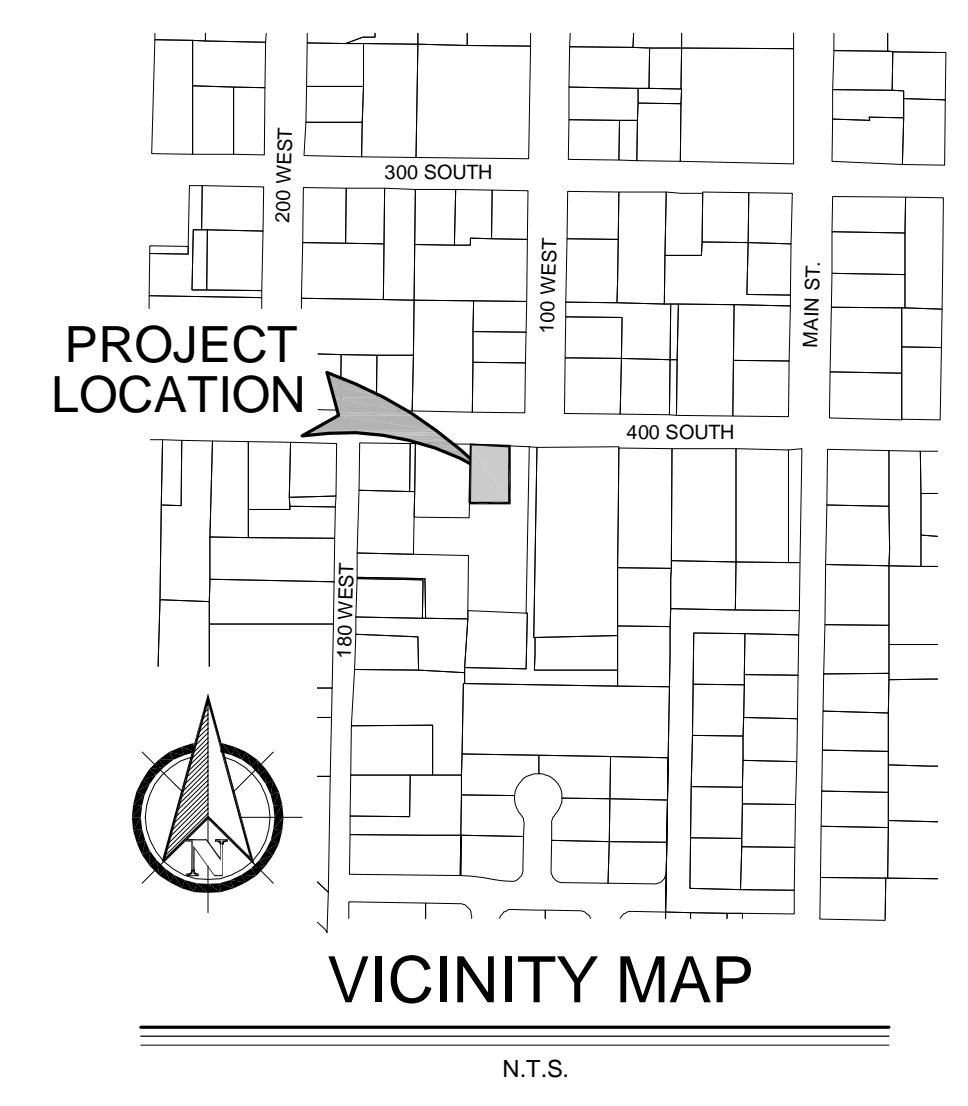 200 WEST
300 SOUTH
100 WEST
MAIN ST.
PROJECT
LOCATION
400 SOUTH
180 WEST
N
VICINITY MAP
N.T.S.